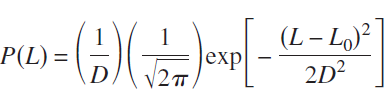 P(L) = (1/D)(1/√2π)exp[−(L – L₀)²/2D²]